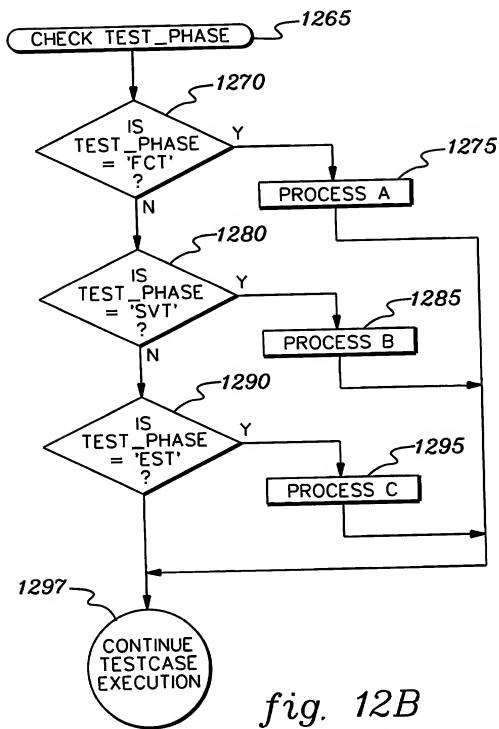 CHECK TEST_PHASE
1265
1270
IS
TEST_PHASE
= 'FCT'
?
Y
N
1275
PROCESS A
1280
IS
TEST_PHASE
= 'SVT'
?
Y
N
1285
PROCESS B
1290
IS
TEST_PHASE
= 'EST'
?
Y
1295
PROCESS C
1297
CONTINUE
TESTCASE
EXECUTION
fig. 12B